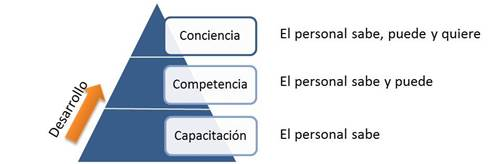 Conciencia
El personal sabe, puede y quiere
Competencia
El personal sabe y puede
Capacitación
El personal sabe
Desarrollo